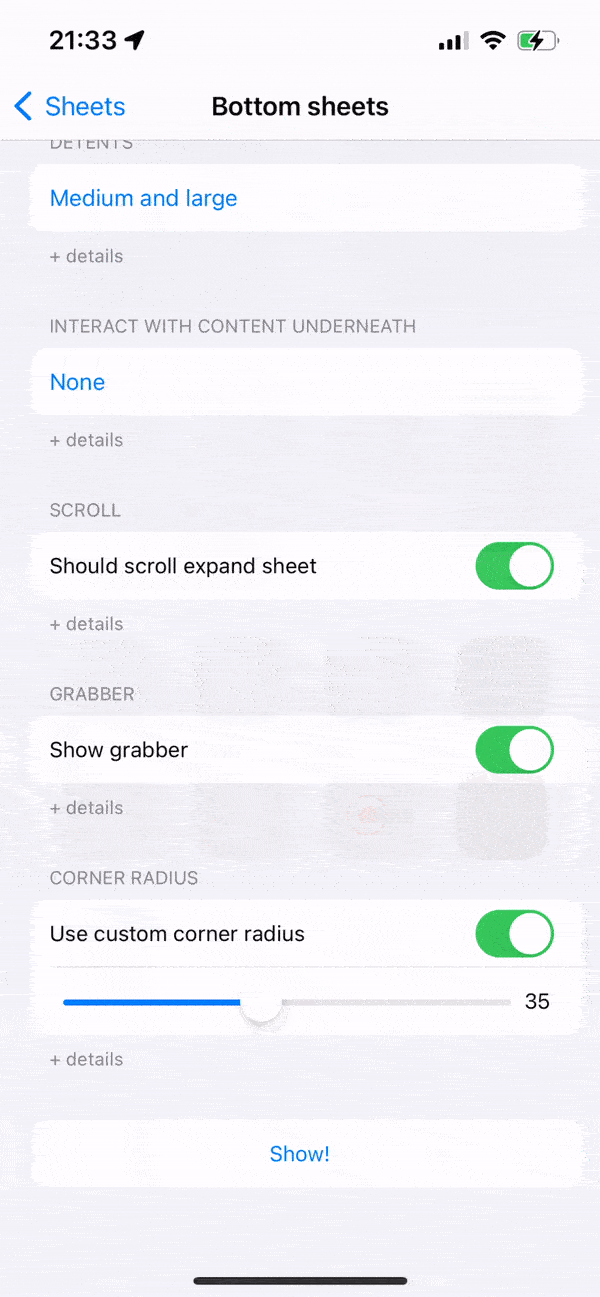 21:33
Sheets
Bottom sheets
DETENTS
Medium and large
+ details
INTERACT WITH CONTENT UNDERNEATH
None
+ details
SCROLL
Should scroll expand sheet
+ details
GRABBER
Show grabber
+ details
CORNER RADIUS
Use custom corner radius
35
+ details
Show!